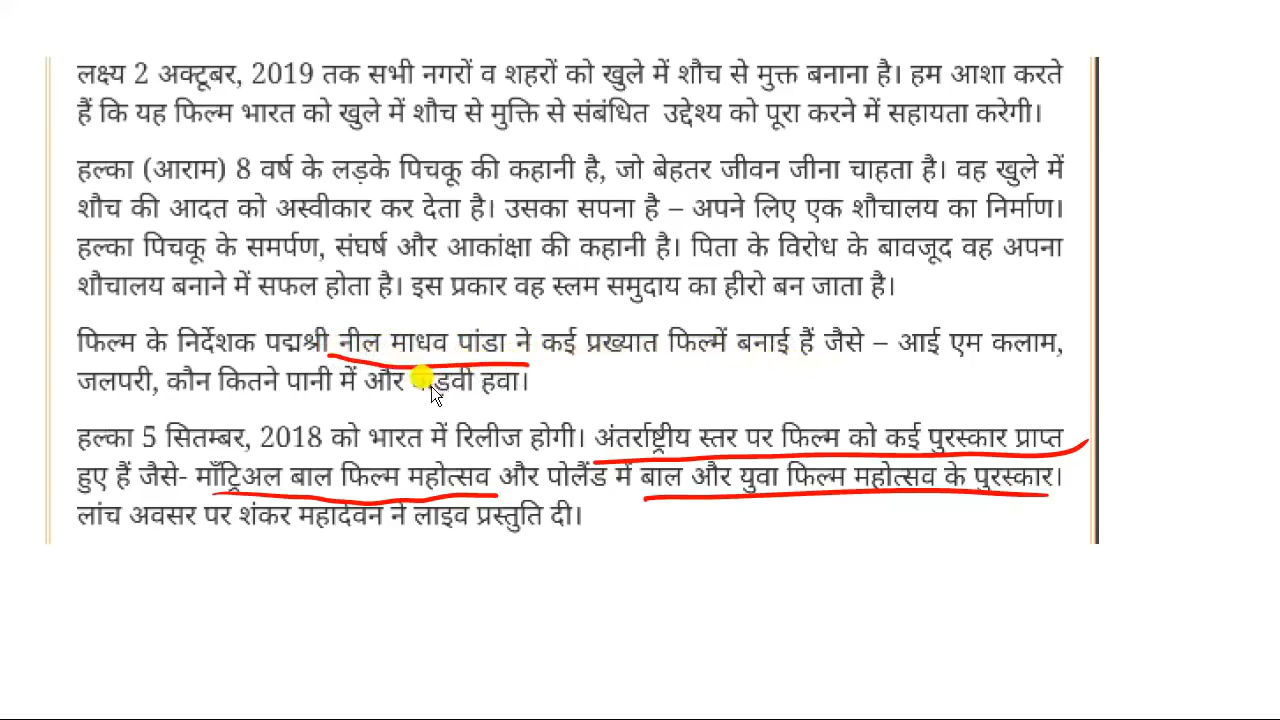 लक्ष्य 2 अक्टूबर, 2019 तक सभी नगरों व शहरों को खुले में शौच से मुक्त बनाना है। हम आशा करते
हैं कि यह फिल्म भारत को खुले में शौच से मुक्ति से संबंधित उद्देश्य को पूरा करने में सहायता करेगी।
हल्का (आराम) 8 वर्ष के लड़के पिचकू की कहानी है, जो बेहतर जीवन जीना चाहता है। वह खुले में
शौच की आदत को अस्वीकार कर देता है। उसका सपना है – अपने लिए एक शौचालय का निर्माण।
हल्का पिचकू के समर्पण, संघर्ष और आकांक्षा की कहानी है। पिता के विरोध के बावजूद वह अपना
शौचालय बनाने में सफल होता है। इस प्रकार वह स्लम समुदाय का हीरो बन जाता है।
फिल्म के निर्देशक पद्मश्री नील माधव पांडा ने कई प्रख्यात फिल्में बनाई हैं जैसे – आई एम कलाम,
जलपरी, कौन कितने पानी में और हवा।
हल्का 5 सितम्बर, 2018 को भारत में रिलीज होगी। अंतर्राष्ट्रीय स्तर पर फिल्म को कई पुरस्कार प्राप्त
हुए हैं जैसे- माँट्रिअल बाल फिल्म महोत्सव और पोलैंड में बाल और युवा फिल्म महोत्सव के पुरस्कार।
लांच अवसर पर शंकर महादेवन ने लाइव प्रस्तुति दी।